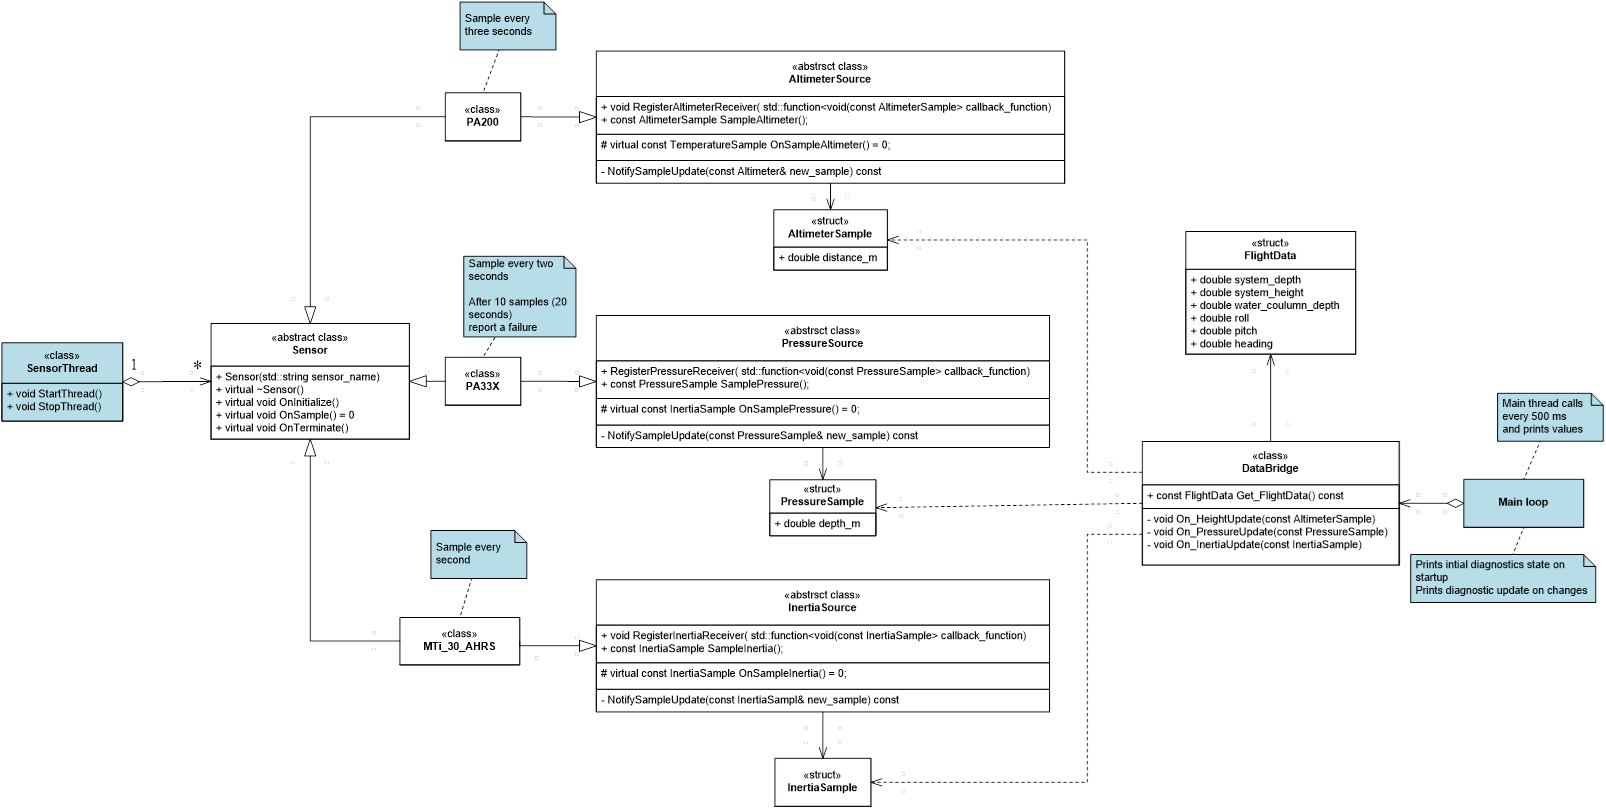 Sample every
three seconds
«class»
PA200
«abstrsct class»
AltimeterSource
+ void RegisterAltimeterReceiver( std::function<void(const AltimeterSample> callback_function)
+ const AltimeterSample SampleAltimeter();
# virtual const TemperatureSample OnSampleAltimeter() = 0;
- NotifySampleUpdate(const Altimeter& new_sample) const
«struct»
AltimeterSample
+ double distance_m
Sample every two
seconds
After 10 samples (20
seconds)
report a failure
«class»
SensorThread
+ void StartThread()
+ void StopThread()
1
*
«abstract class»
Sensor
+ Sensor(std::string sensor_name)
+ virtual ~Sensor()
+ virtual void OnInitialize()
+ virtual void OnSample() = 0
+ virtual void OnTerminate()
«class»
PA33X
«abstrsct class»
PressureSource
+ RegisterPressureReceiver( std::function<void(const PressureSample> callback_function)
+ const PressureSample SamplePressure();
# virtual const InertiaSample OnSamplePressure() = 0;
- NotifySampleUpdate(const PressureSample& new_sample) const
«struct»
PressureSample
+ double depth_m
«struct»
FlightData
+ double system_depth
+ double system_height
+ double water_coulumn_depth
+ double roll
+ double pitch
+ double heading
«class»
DataBridge
+ const FlightData Get_FlightData() const
- void On_HeightUpdate(const AltimeterSample)
- void On_PressureUpdate(const PressureSample)
- void On_InertiaUpdate(const InertiaSample)
Main thread calls
every 500 ms
and prints values
Main loop
Prints intial diagnostics state on
startup
Prints diagnostic update on changes
Sample every
second
«class»
MTi_30_AHRS
«abstrsct class»
InertiaSource
+ void RegisterInertiaReceiver( std::function<void(const InertiaSample> callback_function)
+ const InertiaSample SampleInertia();
# virtual const InertiaSample OnSampleInertia() = 0;
- NotifySampleUpdate(const InertiaSampl& new_sample) const
«struct»
InertiaSample